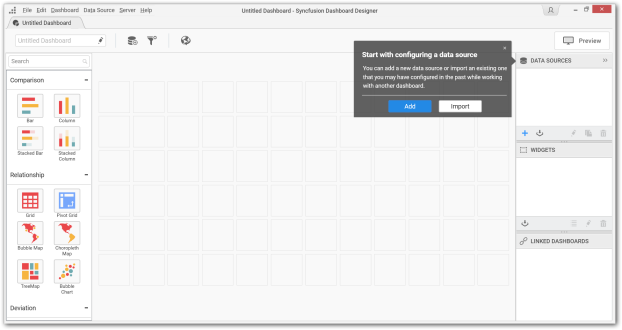 File Edit Dashboard Data Source Server Help
Untitled Dashboard - Syncfusion Dashboard Designer
Untitled Dashboard
Untitled Dashboard
Preview
Search
Comparison
Bar
Column
Stacked Bar
Stacked
Column
Relationship
Grid
Pivot Grid
Bubble Map
Choropleth
Map
TreeMap
Bubble
Chart
Deviation
Start with configuring a data source
You can add a new data source or import an existing one
that you may have configured in the past while working
with another dashboard.
Add
Import
DATA SOURCES
WIDGETS
LINKED DASHBOARDS